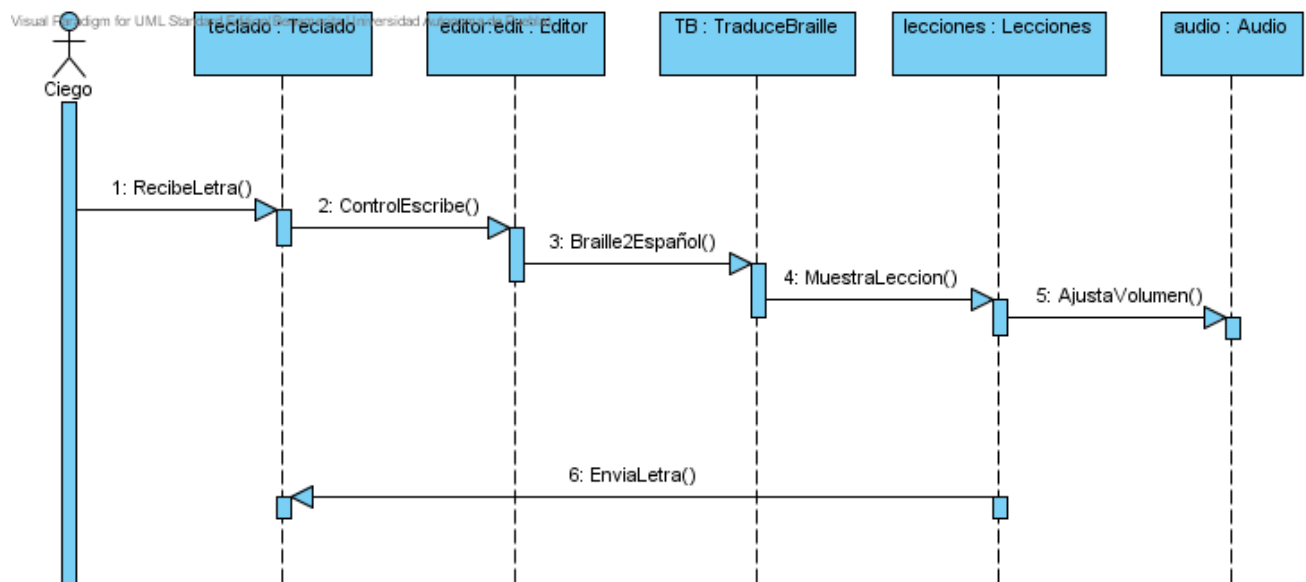 Visual Paradigm for UML Standard
teclado : Teclado
editor:edit : Editor
TB : TraduceBraille
lecciones : Lecciones
audio : Audio
Ciego
1: RecibeLetra()
2: ControlEscribe()
3: Braille2Español()
4: MuestraLeccion()
5: AjustaVolumen()
6: EnviaLetra()